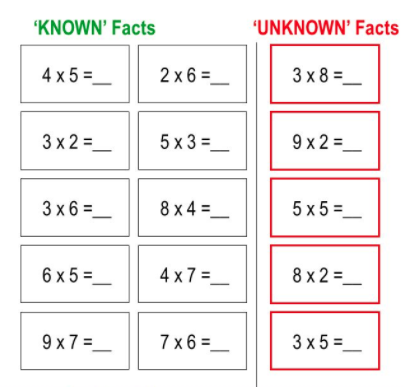 ‘KNOWN’ Facts ‘UNKNOWN’ Facts
4 x 5 =__ 2 x 6 =__ 3 x 8 =__
3 x 2 =__ 5 x 3 =__ 9 x 2 =__
3 x 6 =__ 8 x 4 =__ 5 x 5 =__
6 x 5 =__ 4 x 7 =__ 8 x 2 =__
9 x 7 =__ 7 x 6 =__ 3 x 5 =__